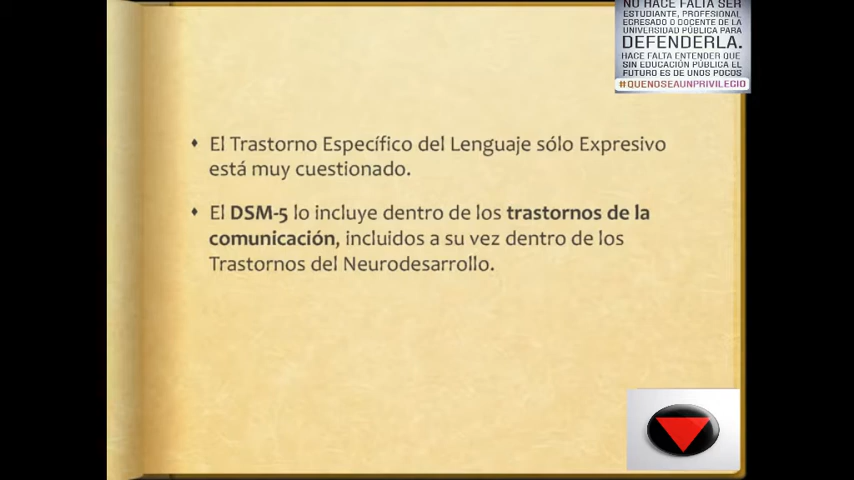 NO HACE FALTA SER
ESTUDIANTE, PROFESIONAL
EGRESADO O DOCENTE DE LA
UNIVERSIDAD PÚBLICA PARA
DEFENDERLA.
HACE FALTA ENTENDER QUE
SIN EDUCACIÓN PÚBLICA EL
FUTURO ES DE UNOS POCOS
#QUENOSEAUNPRIVILEGIO
El Trastorno Específico del Lenguaje sólo Expresivo
está muy cuestionado.
El DSM-5 lo incluye dentro de los trastornos de la
comunicación, incluidos a su vez dentro de los
Trastornos del Neurodesarrollo.